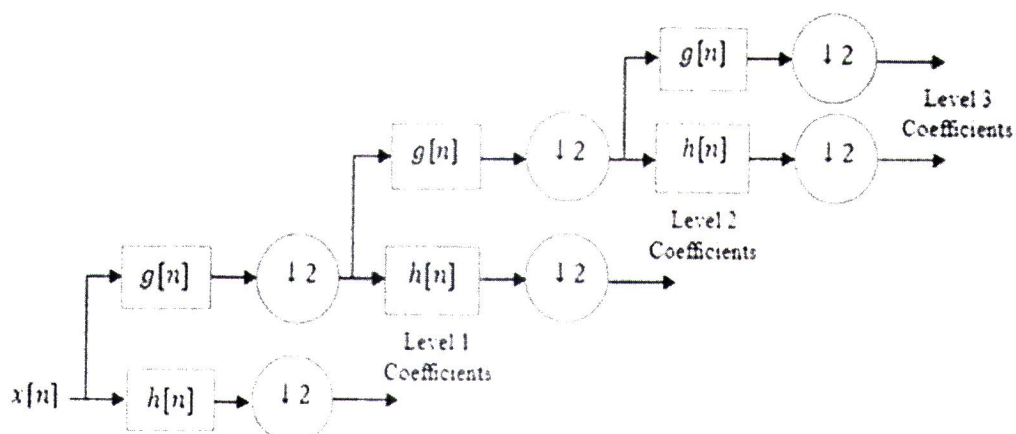 g[n] ↓2
Level 3
Coefficients
g[n] ↓2 h[n] ↓2
Level 2
Coefficients
g[n] ↓2 h[n] ↓2
Level 1
Coefficients
x[n] h[n] ↓2